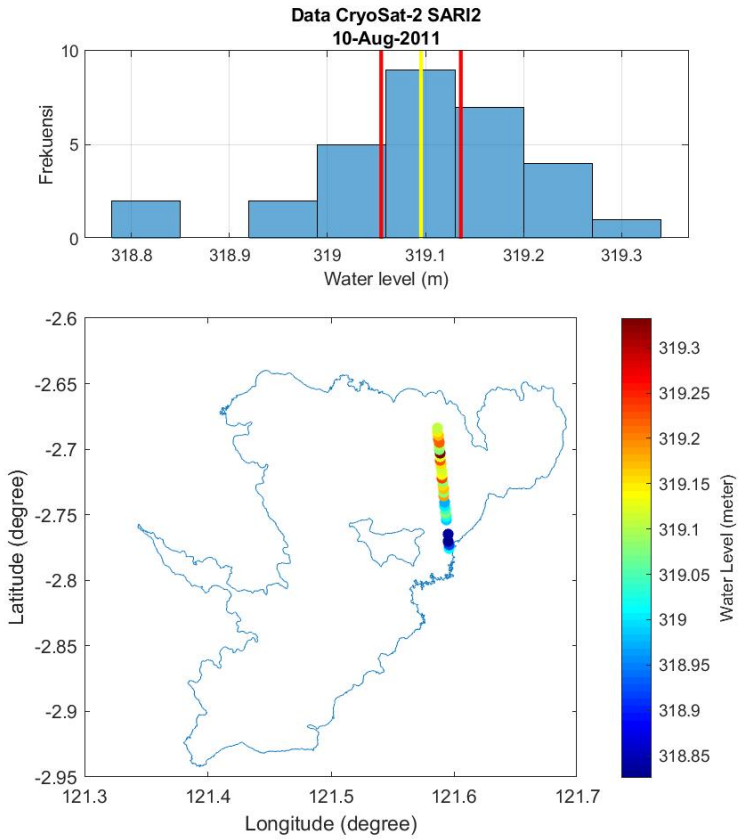 Data CryoSat-2 SARI2
10-Aug-2011
10
5
0
Frekuensi
318.8 318.9 319 319.1 319.2 319.3
Water level (m)
-2.6
-2.65
-2.7
-2.75
-2.8
-2.85
-2.9
-2.95
Latitude (degree)
121.3 121.4 121.5 121.6 121.7
Longitude (degree)
319.3
319.25
319.2
319.15
319.1
319.05
319
318.95
318.9
318.85
Water Level (meter)